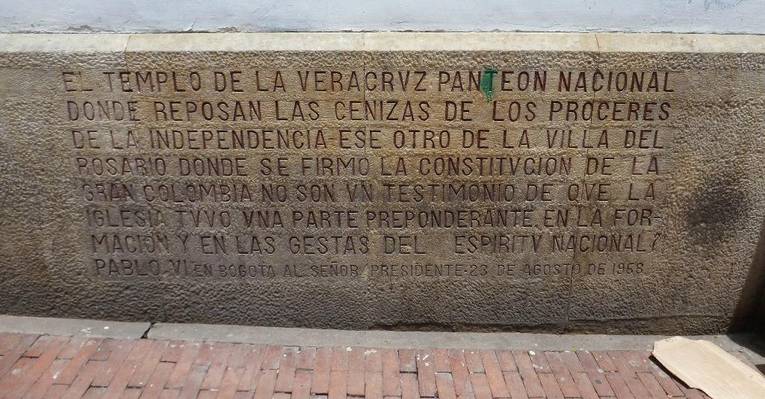 EL TEMPLO DE LA VERACRVZ PANTEON NACIONAL
DONDE REPOSAN LAS CENIZAS DE LOS PROCERES
DE LA INDEPENDENCIA-ESE OTRO DE LA VILLA DEL
ROSARIO DONDE SE FIRMO LA CONSTITVCION DE LA
GRAN COLOMBIA NO SON VN TESTIMONIO DE QVE LA
IGLESIA TVVO VNA PARTE PREPONDERANTE EN LA FOR-
MACION Y EN LAS GESTAS DEL ESPIRITV NACIONAL?
PABLO VI EN BOGOTA AL SEÑOR PRESIDENTE-23 DE AGOSTO DE 1968